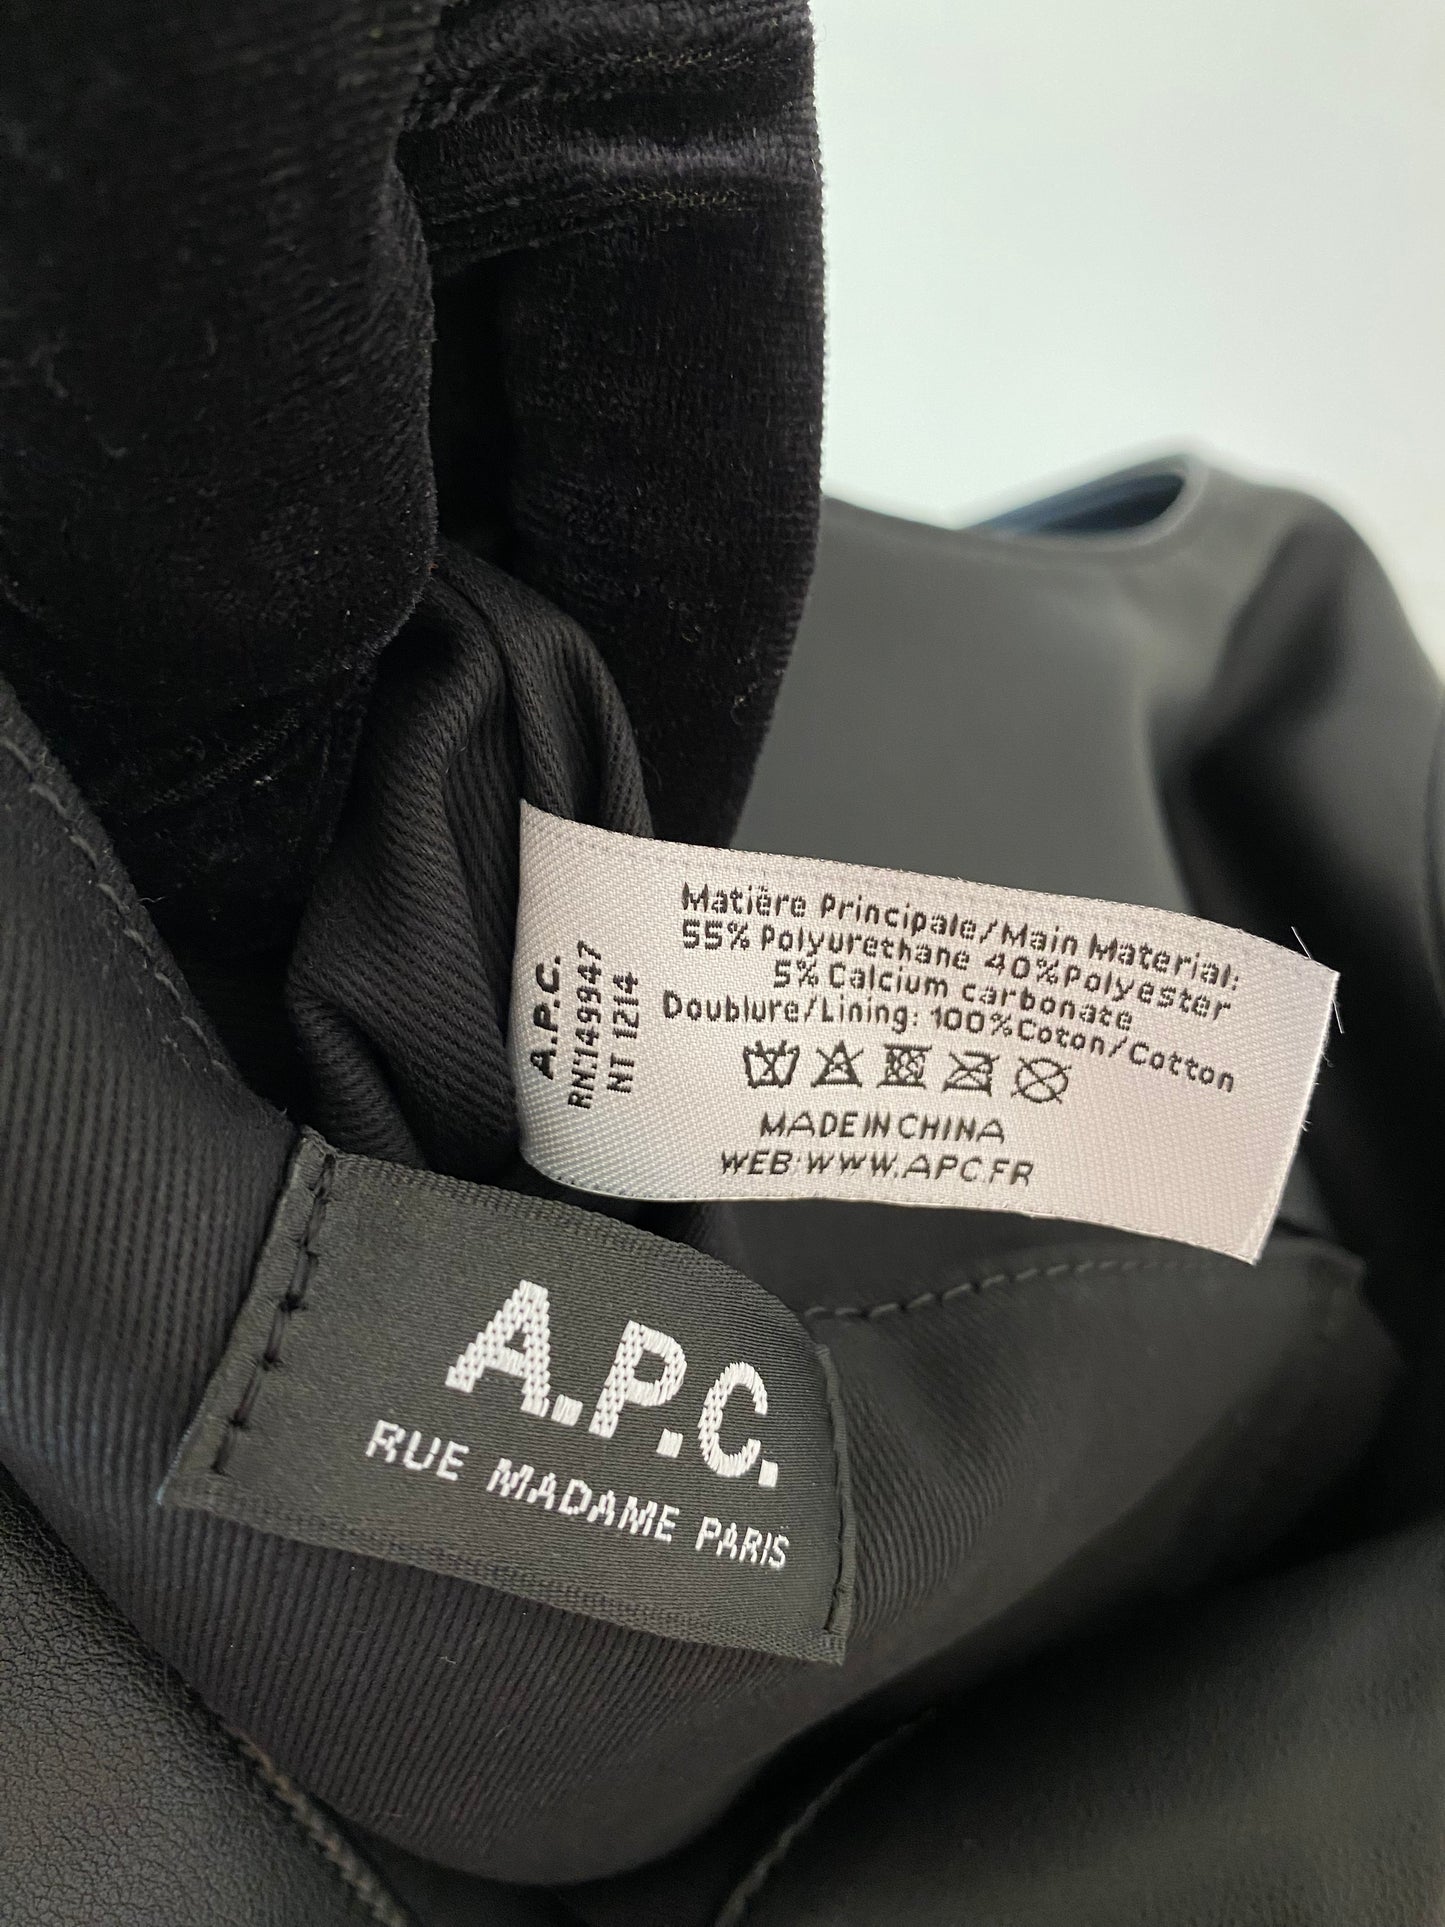 Matière Principale/Main Material:
55% Polyurethane 40%Polyester
5% Calcium carbonate
Doublure/Lining: 100%Coton/Cotton
MADE IN CHINA
WEB:WWW.APC.FR
A.P.C.
RN:149947
NT 1214
A.P.C.
RUE MADAME PARIS